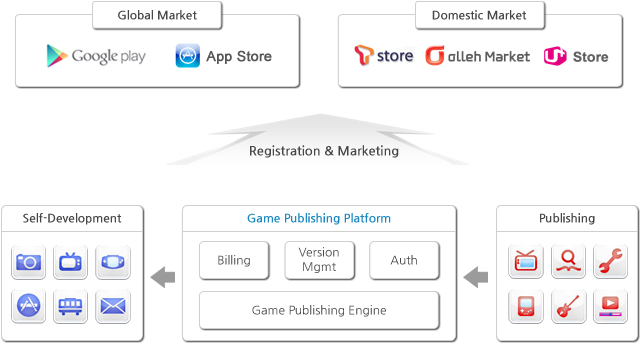 Global Market
Domestic Market
Google play
App Store
T store
olleh Market
U+ Store
Registration & Marketing
Self-Development
Game Publishing Platform
Publishing
Billing
Version
Mgmt
Auth
Game Publishing Engine